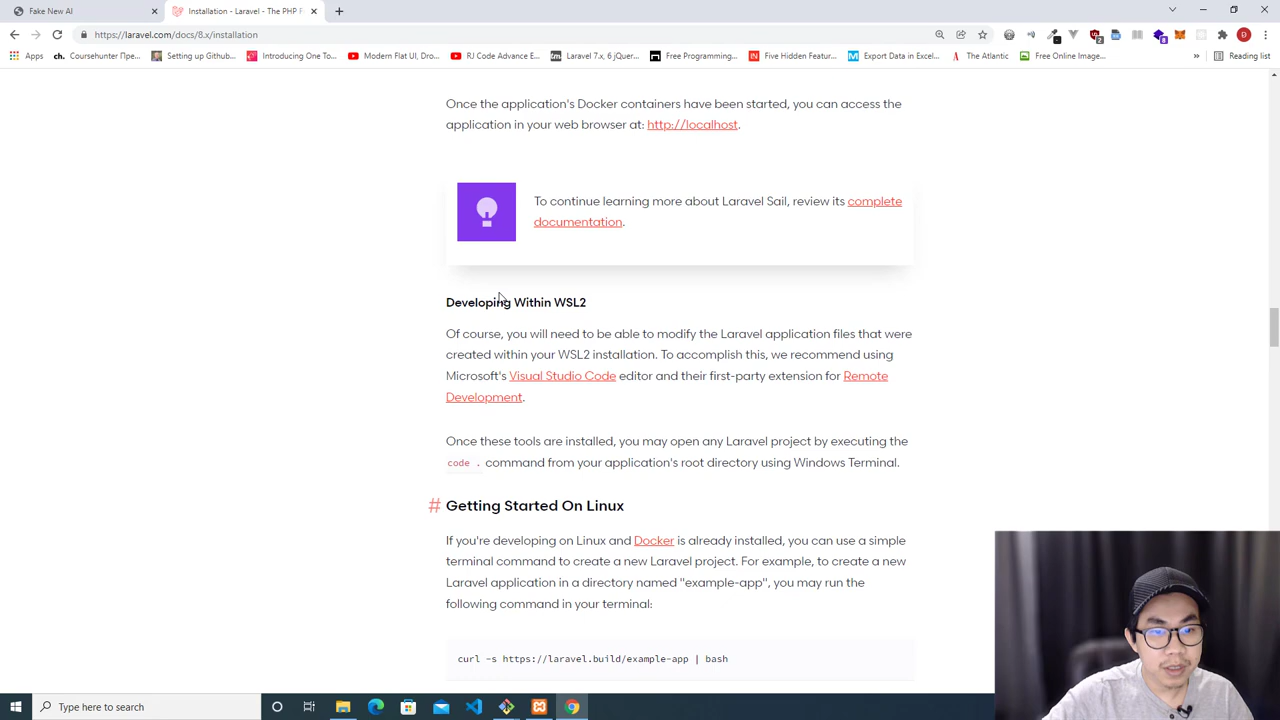 Fake New AI
Installation - Laravel - The PHP F
https://laravel.com/docs/8.x/installation
Apps
ch. Coursehunter Пре...
Setting up Github...
Introducing One To...
Modern Flat UI, Dro...
RJ Code Advance E...
Laravel 7.x, 6 jQuer...
Free Programming...
Five Hidden Featur...
Export Data in Excel...
The Atlantic
Free Online Image...
»
Reading list
Once the application's Docker containers have been started, you can access the
application in your web browser at: http://localhost.
To continue learning more about Laravel Sail, review its complete
documentation.
Developing Within WSL2
Of course, you will need to be able to modify the Laravel application files that were
created within your WSL2 installation. To accomplish this, we recommend using
Microsoft's Visual Studio Code editor and their first-party extension for Remote
Development.
Once these tools are installed, you may open any Laravel project by executing the
code . command from your application's root directory using Windows Terminal.
# Getting Started On Linux
If you're developing on Linux and Docker is already installed, you can use a simple
terminal command to create a new Laravel project. For example, to create a new
Laravel application in a directory named "example-app", you may run the
following command in your terminal:
curl -s https://laravel.build/example-app | bash
Type here to search